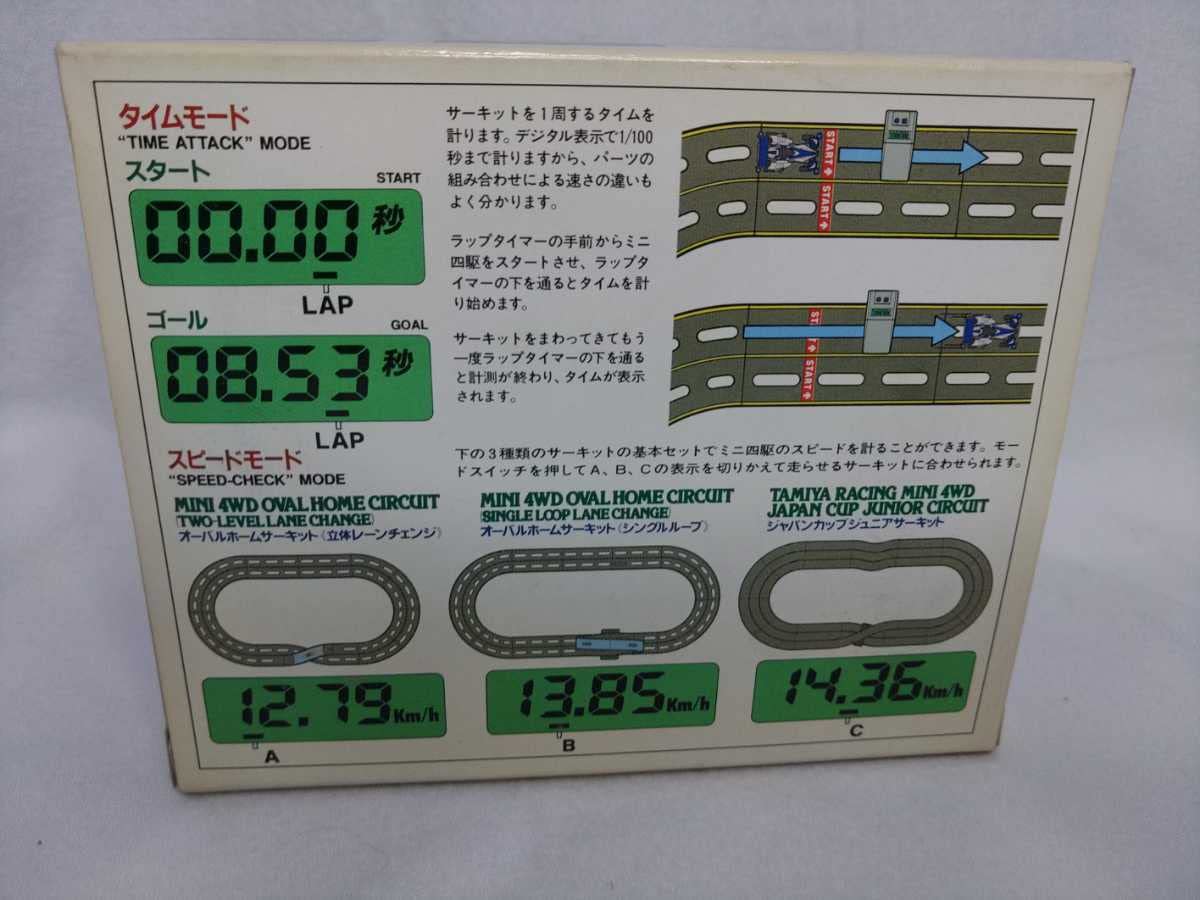 タイムモード
"TIME ATTACK" MODE
スタート
START
00.00秒
LAP
ゴール
GOAL
08.53秒
LAP
サーキットを1周するタイムを
計ります。デジタル表示で1/100
秒まで計りますから、パーツの
組み合わせによる速さの違いも
よく分かります。
ラップタイマーの手前からミニ
四駆をスタートさせ、ラップタ
イマーの下を通るとタイムを計
り始めます。
サーキットをまわってきてもう
一度ラップタイマーの下を通る
と計測が終わり、タイムが表示
されます。
START
START
START
START
スピードモード
"SPEED-CHECK" MODE
下の3種類のサーキットの基本セットでミニ四駆のスピードを計ることができます。モー
ドスイッチを押してA、B、Cの表示を切りかえて走らせるサーキットに合わせられます。
MINI 4WD OVAL HOME CIRCUIT
(TWO-LEVEL LANE CHANGE)
オーバルホームサーキット(立体レーンチェンジ)
12.79Km/h
A
MINI 4WD OVAL HOME CIRCUIT
(SINGLE LOOP LANE CHANGE)
オーバルホームサーキット(シングルループ)
13.85Km/h
B
TAMIYA RACING MINI 4WD
JAPAN CUP JUNIOR CIRCUIT
ジャパンカップジュニアサーキット
14.36Km/h
C